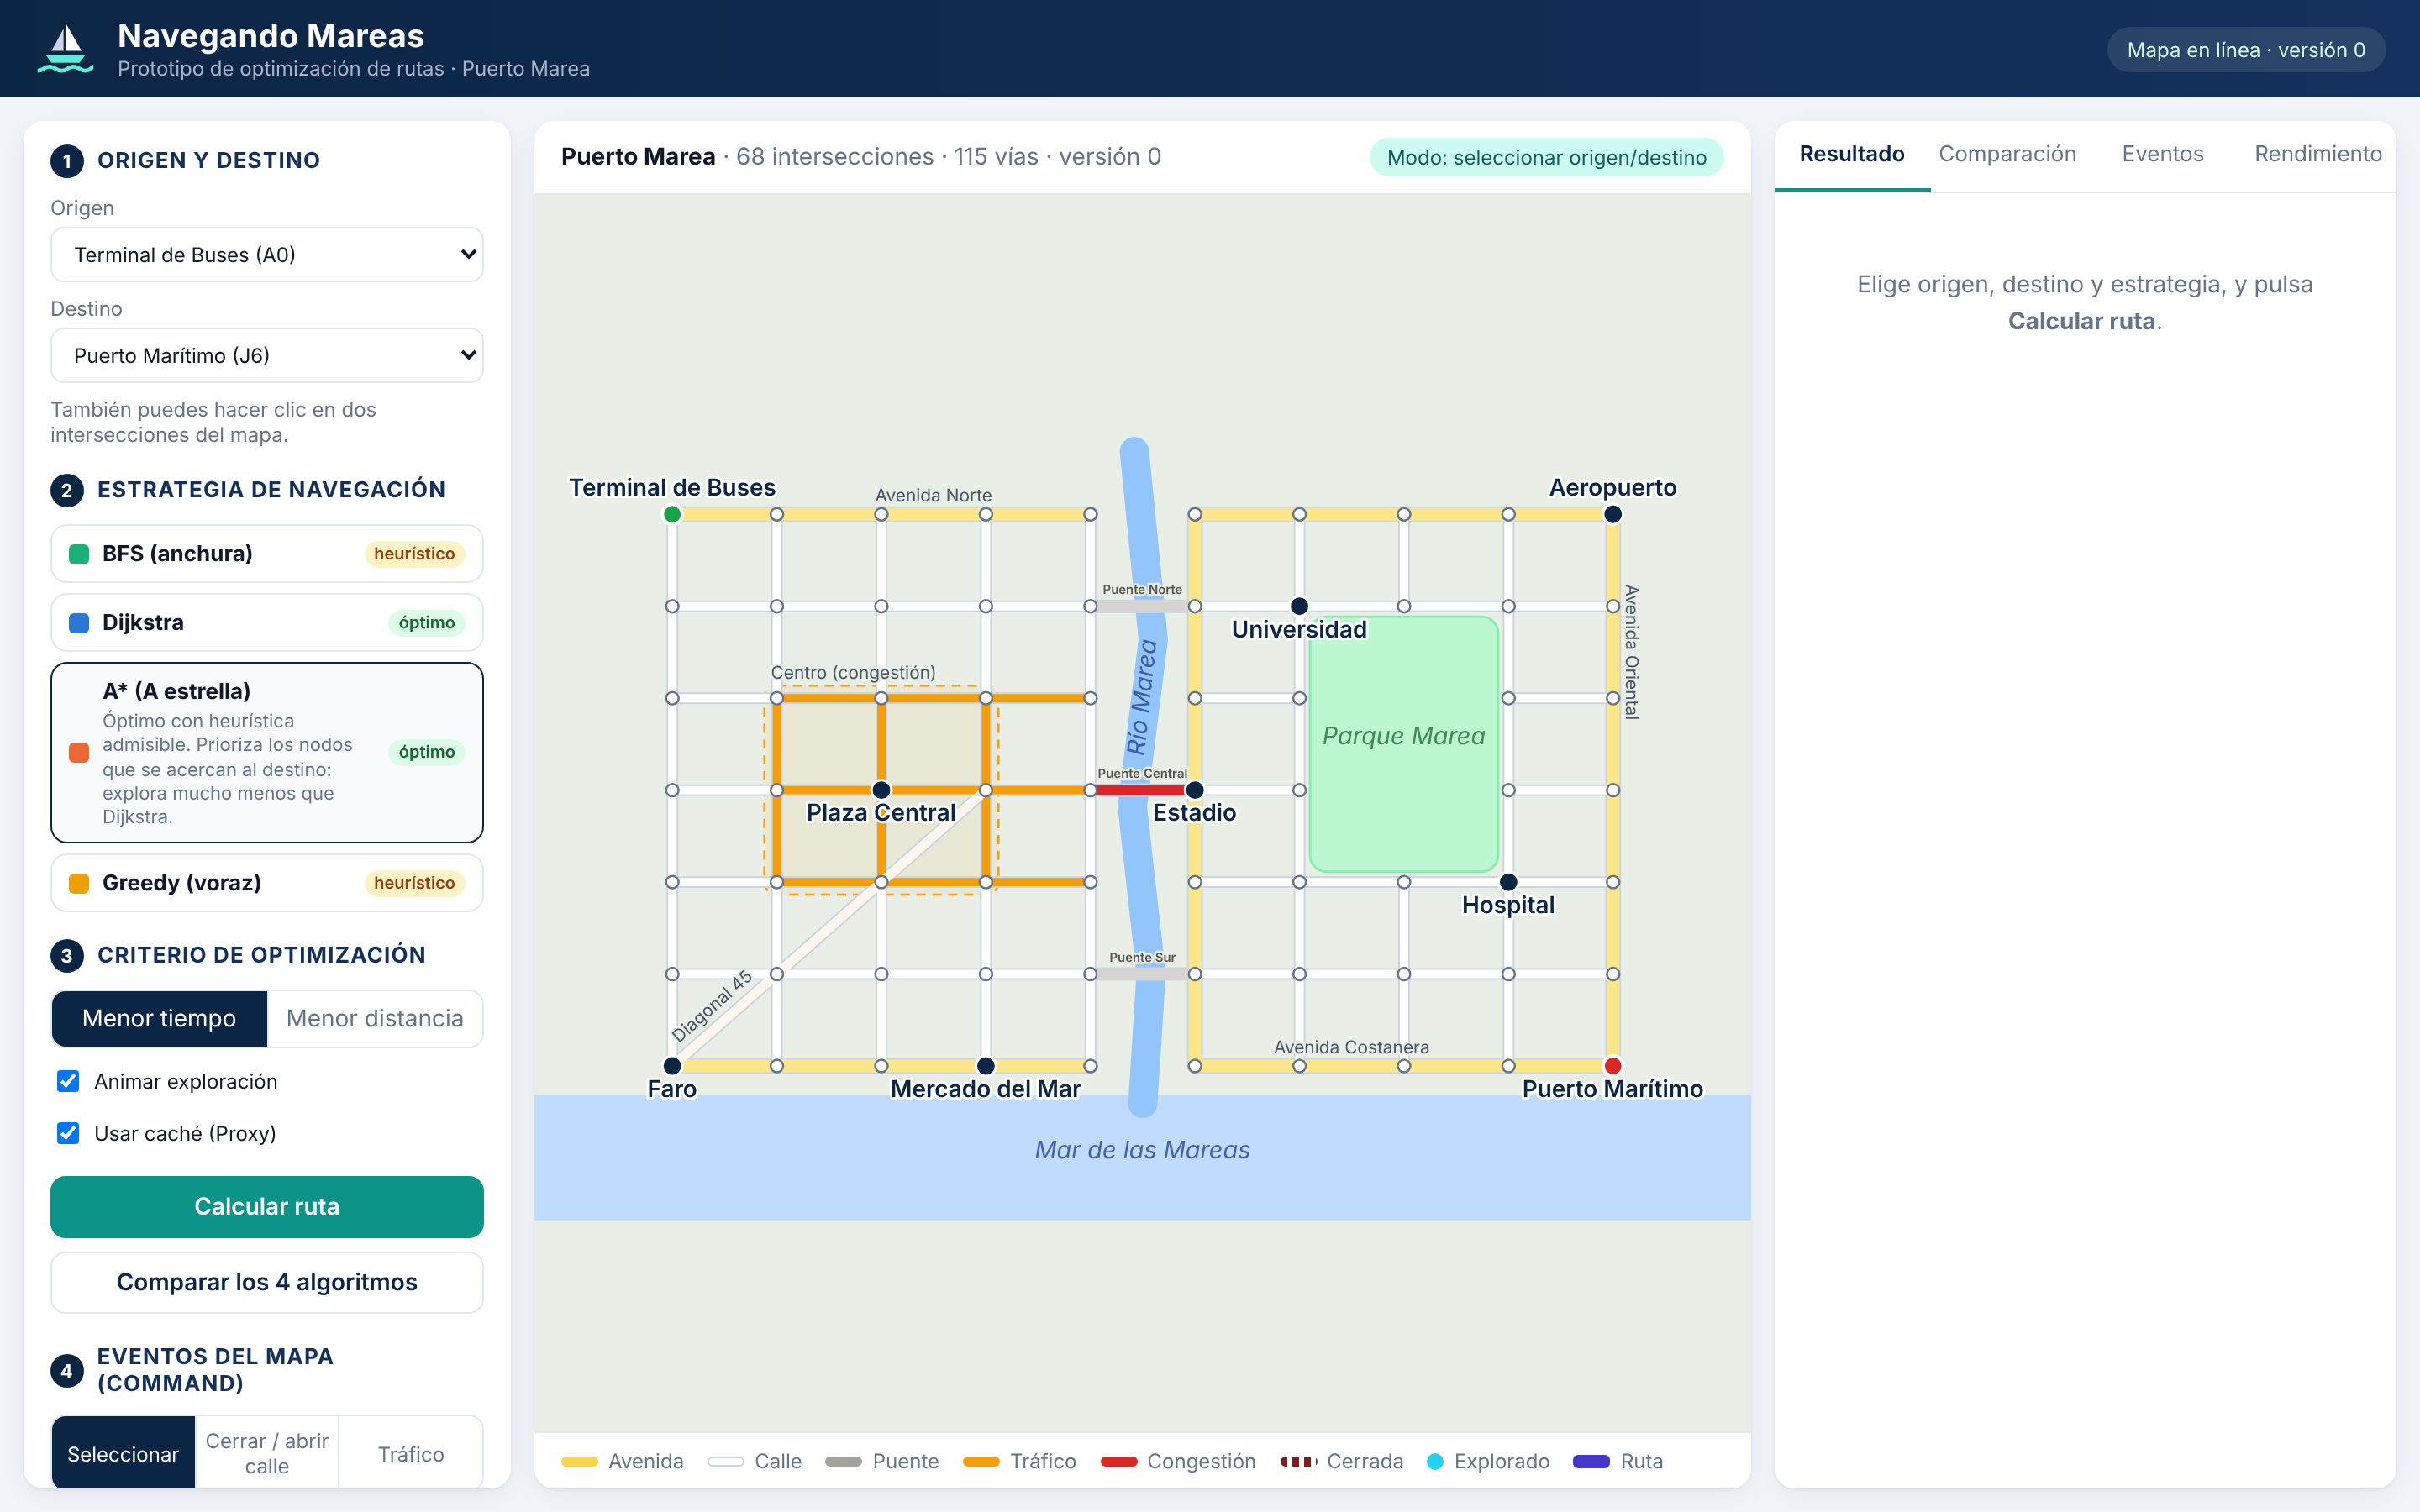 Navegando Mareas
Prototipo de optimización de rutas · Puerto Marea
Mapa en línea · versión 0
1 ORIGEN Y DESTINO
Origen
Terminal de Buses (A0)
Destino
Puerto Marítimo (J6)
También puedes hacer clic en dos
intersecciones del mapa.
2 ESTRATEGIA DE NAVEGACIÓN
BFS (anchura) heurístico
Dijkstra óptimo
A* (A estrella)
Óptimo con heurística
admisible. Prioriza los nodos
que se acercan al destino:
explora mucho menos que
Dijkstra.
óptimo
Greedy (voraz) heurístico
3 CRITERIO DE OPTIMIZACIÓN
Menor tiempo Menor distancia
Animar exploración
Usar caché (Proxy)
Calcular ruta
Comparar los 4 algoritmos
4 EVENTOS DEL MAPA
(COMMAND)
Seleccionar
Cerrar / abrir
calle
Tráfico
Puerto Marea · 68 intersecciones · 115 vías · versión 0
Modo: seleccionar origen/destino
Terminal de Buses
Avenida Norte
Aeropuerto
Puente Norte
Universidad
Avenida Oriental
Centro (congestión)
Río Marea
Parque Marea
Puente Central
Plaza Central
Estadio
Hospital
Puente Sur
Diagonal 45
Avenida Costanera
Faro
Mercado del Mar
Puerto Marítimo
Mar de las Mareas
Avenida Calle Puente Tráfico Congestión Cerrada Explorado Ruta
Resultado Comparación Eventos Rendimiento
Elige origen, destino y estrategia, y pulsa
Calcular ruta.